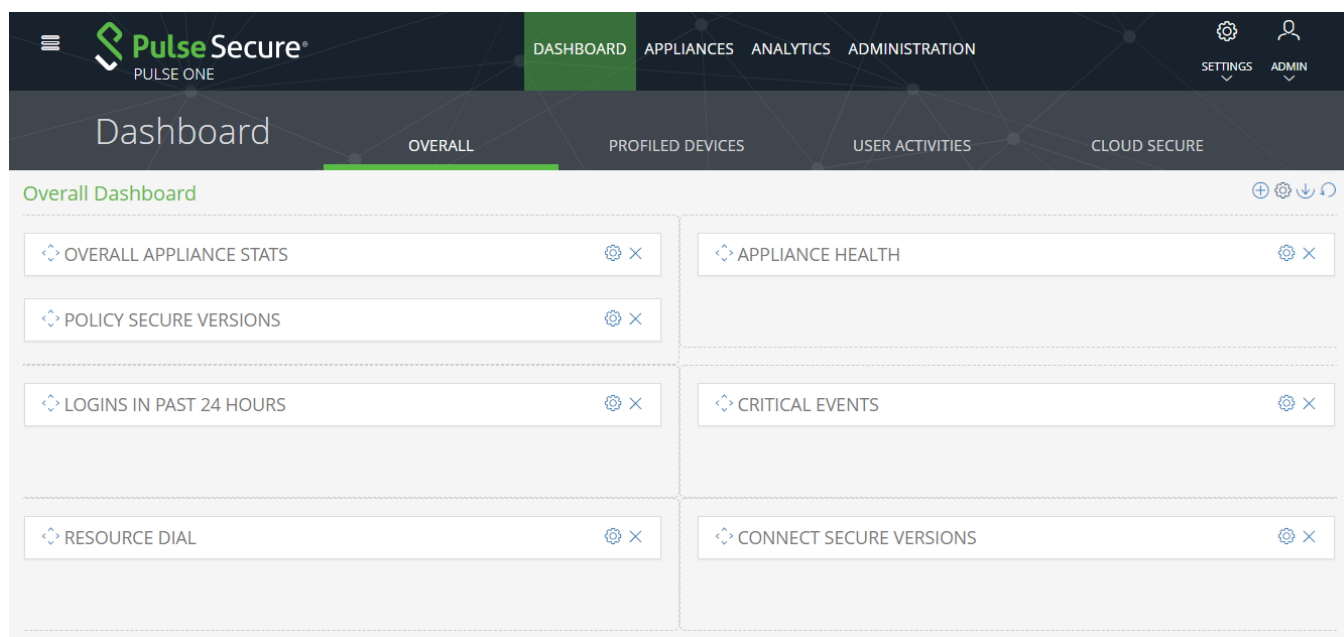 Pulse Secure®
PULSE ONE
DASHBOARD APPLIANCES ANALYTICS ADMINISTRATION
SETTINGS ADMIN
Dashboard OVERALL PROFILED DEVICES USER ACTIVITIES CLOUD SECURE
Overall Dashboard
OVERALL APPLIANCE STATS
APPLIANCE HEALTH
POLICY SECURE VERSIONS
LOGINS IN PAST 24 HOURS
CRITICAL EVENTS
RESOURCE DIAL
CONNECT SECURE VERSIONS